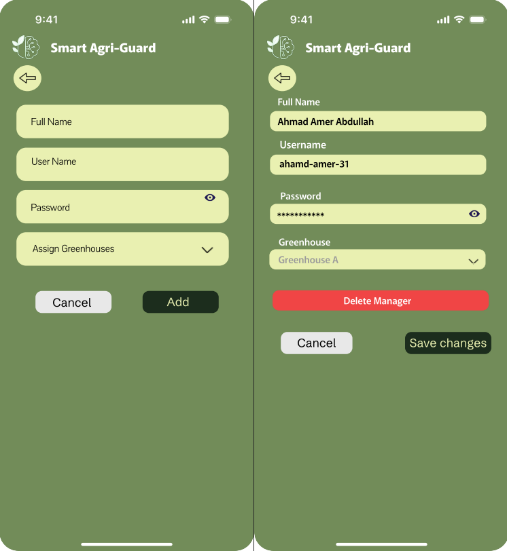 9:41
Smart Agri-Guard
Full Name
User Name
Password
Assign Greenhouses
Cancel
Add
9:41
Smart Agri-Guard
Full Name
Ahmad Amer Abdullah
Username
ahamd-amer-31
Password
***********
Greenhouse
Greenhouse A
Delete Manager
Cancel
Save changes